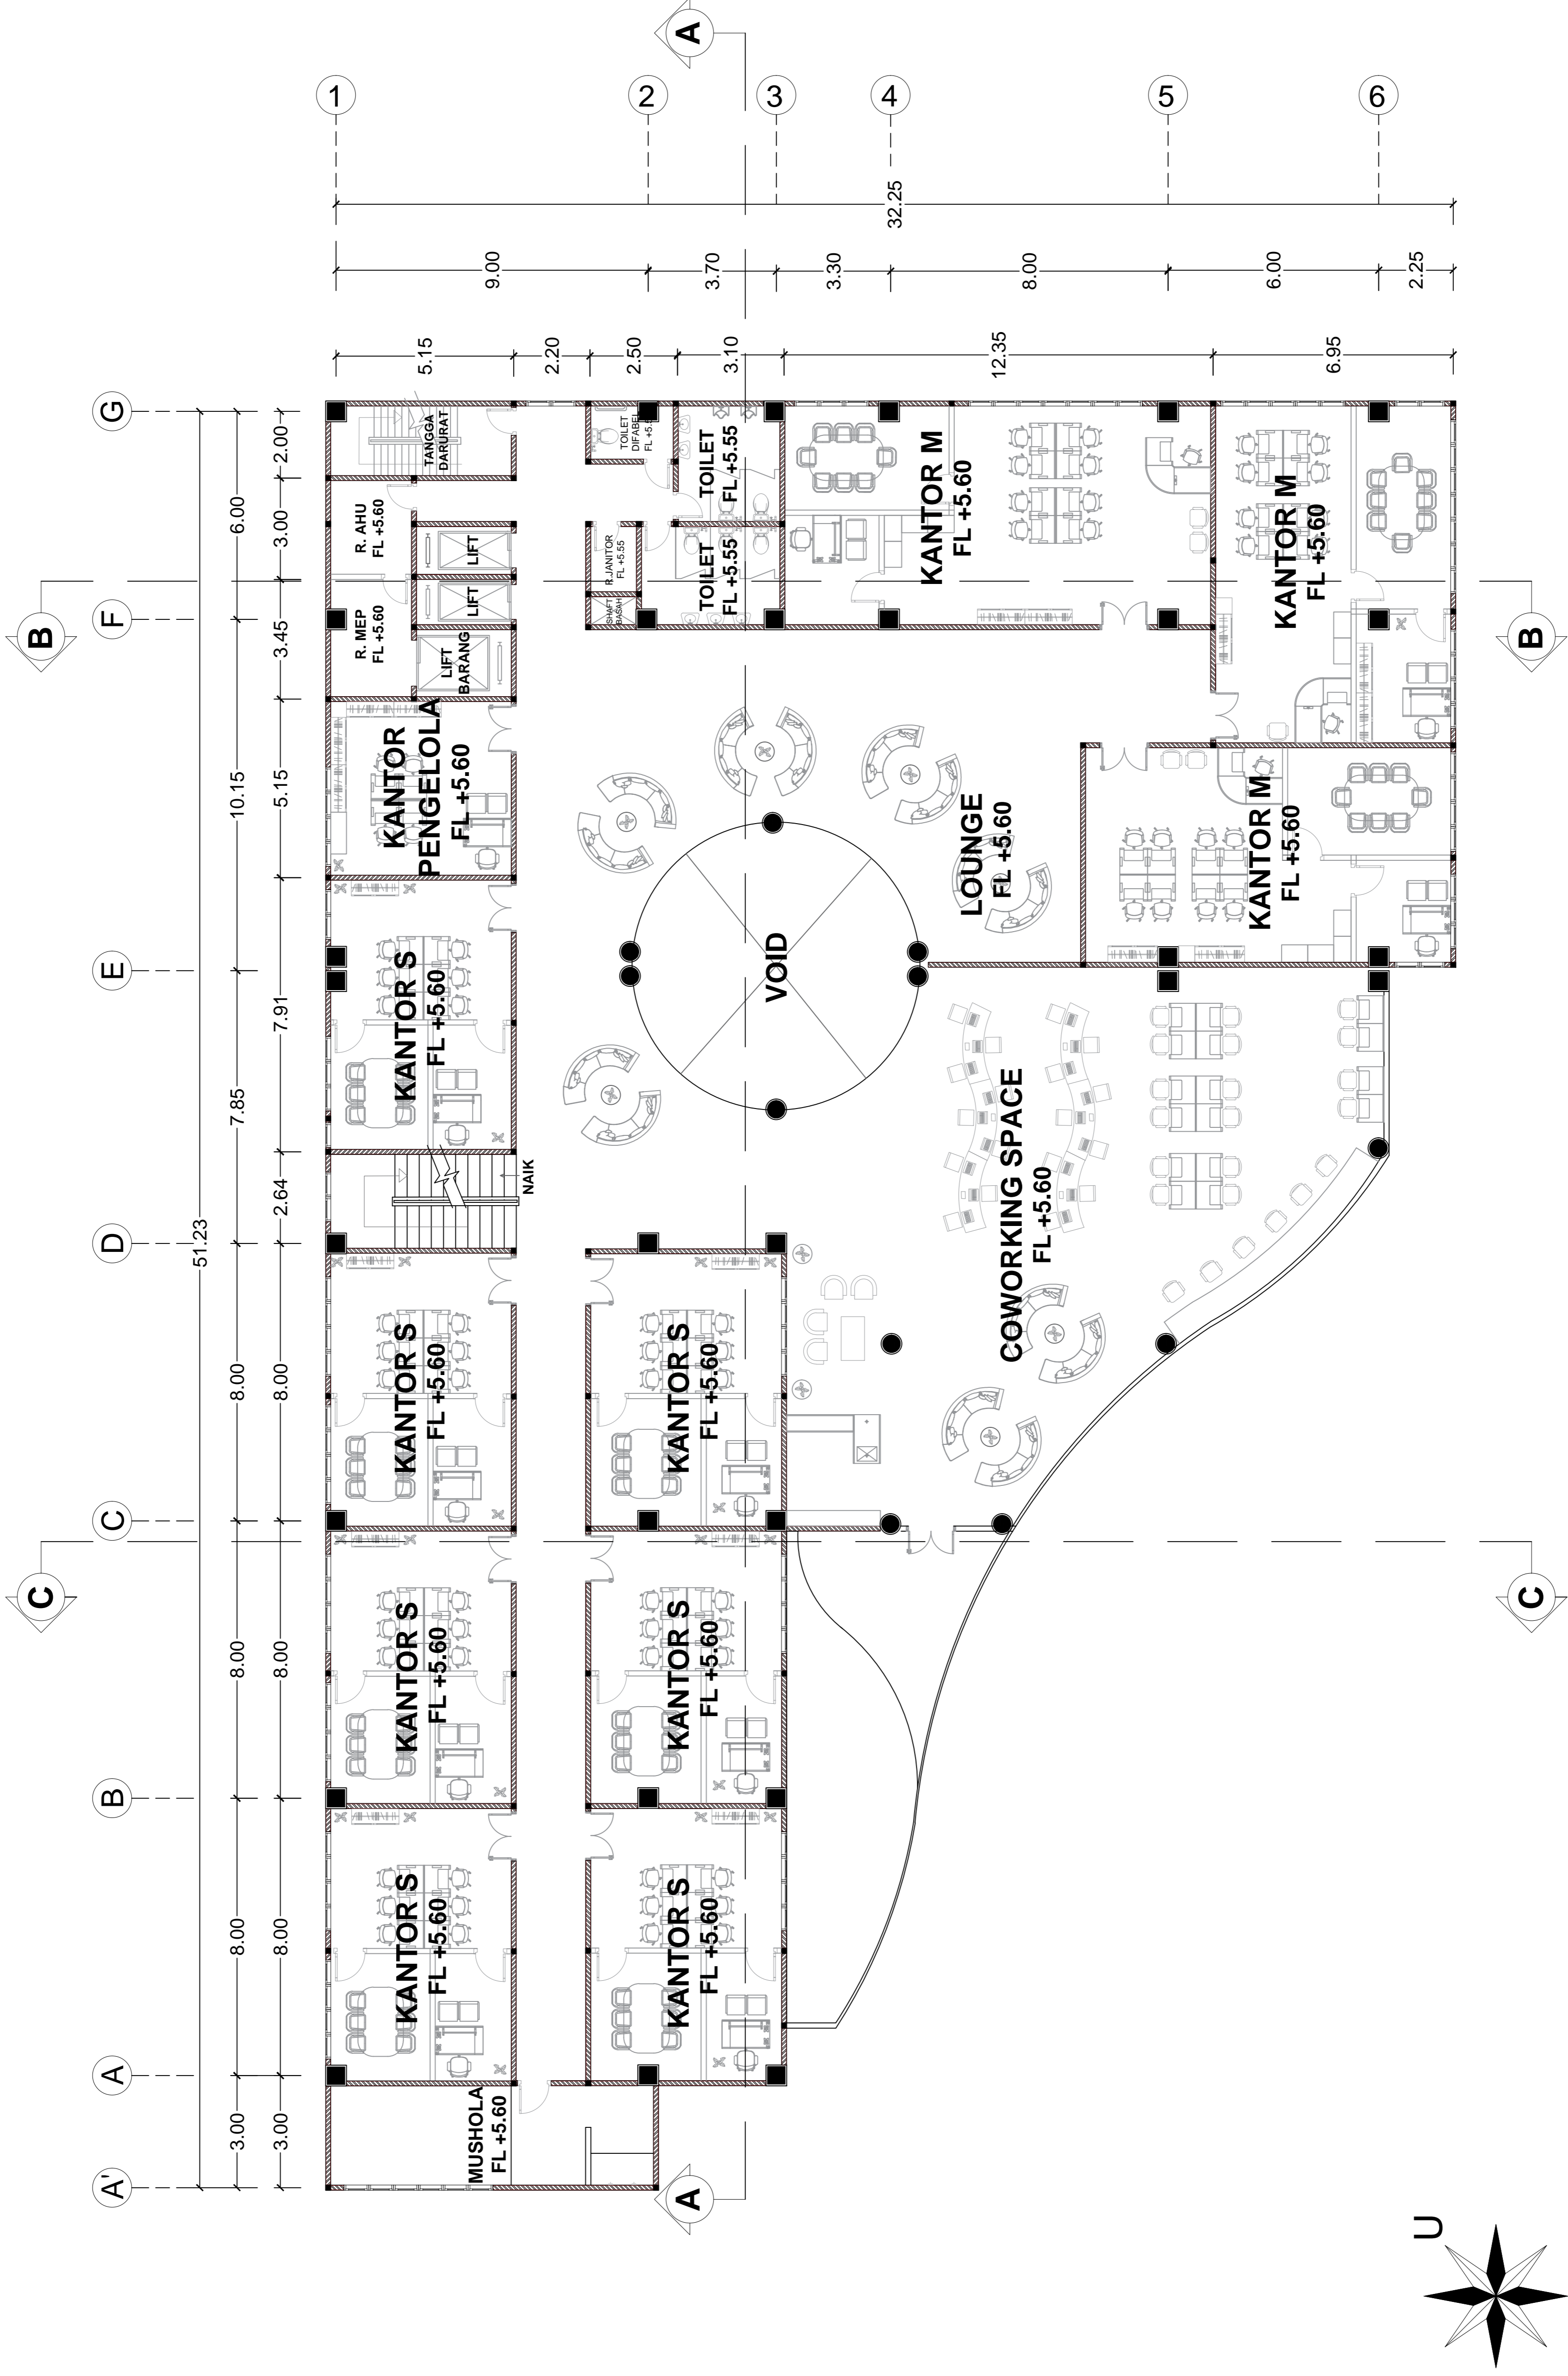 A
1
2
3
4
5
6
32.25
9.00
3.70
3.30
8.00
6.00
2.25
5.15
2.20
2.50
3.10
12.35
6.95
G
F
E
D
C
B
A
A'
51.23
6.00
10.15
7.85
8.00
8.00
8.00
3.00
2.00
3.00
3.45
5.15
7.91
2.64
8.00
8.00
8.00
3.00
B
B
C
C
A
TANGGA
DARURAT
R. AHU
FL +5.60
LIFT
LIFT
R. MEP
FL +5.60
LIFT
BARANG
TOILET
DIFABEL
TOILET
FL +5.55
TOILET
FL +5.55
R.JANITOR
FL +5.55
SHAFT
BASAH
KANTOR M
FL +5.60
KANTOR M
FL +5.60
KANTOR M
FL +5.60
KANTOR
PENGELOLA
FL +5.60
LOUNGE
FL +5.60
VOID
KANTOR S
FL +5.60
NAIK
COWORKING SPACE
FL +5.60
KANTOR S
FL +5.60
KANTOR S
FL +5.60
KANTOR S
FL +5.60
KANTOR S
FL +5.60
KANTOR S
FL +5.60
KANTOR S
FL +5.60
MUSHOLA
FL +5.60
U